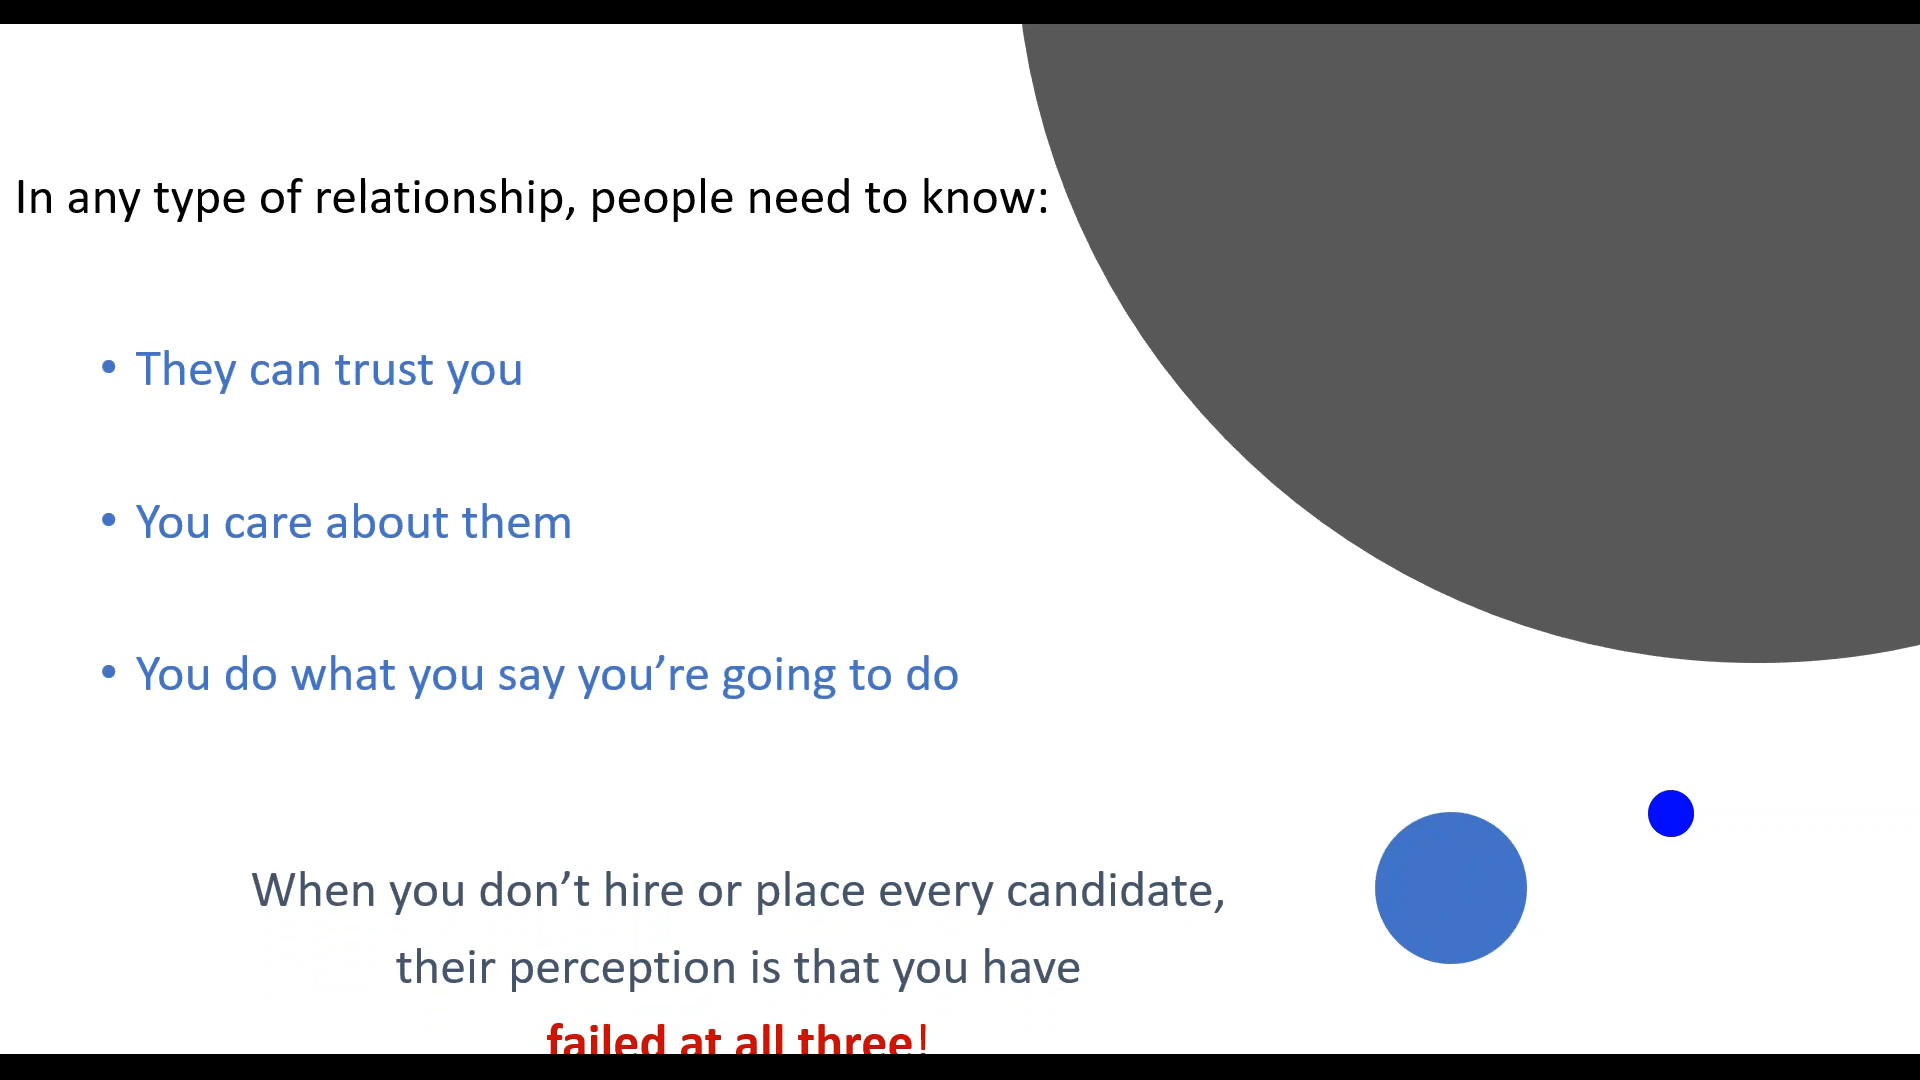 In any type of relationship, people need to know:
• They can trust you
• You care about them
• You do what you say you’re going to do
When you don’t hire or place every candidate,
their perception is that you have
failed at all three!